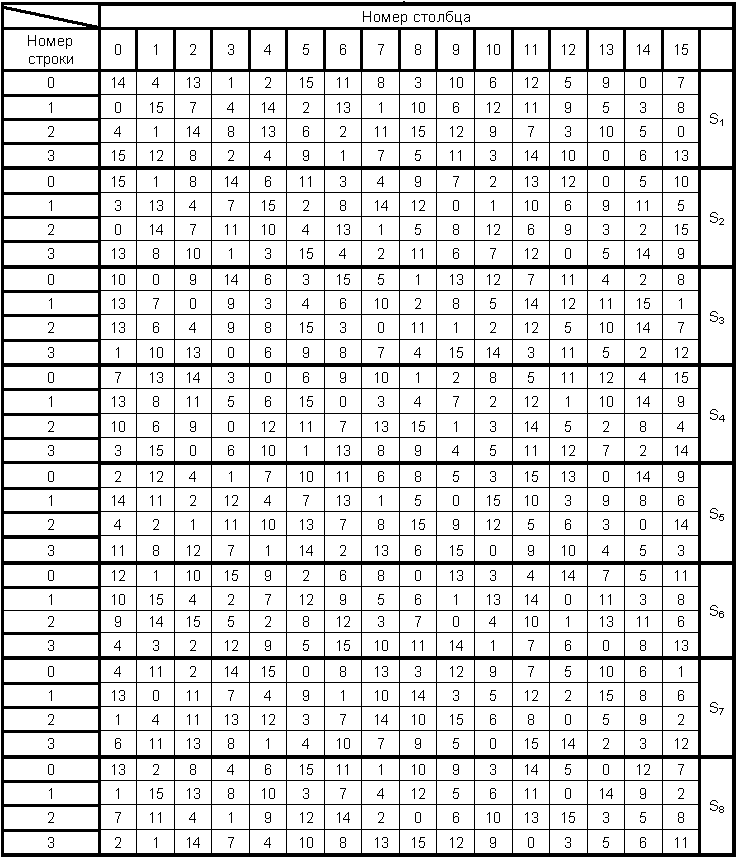 Номер столбца
Номер строки 0 1 2 3 4 5 6 7 8 9 10 11 12 13 14 15
0 14 4 13 1 2 15 11 8 3 10 6 12 5 9 0 7
1 0 15 7 4 14 2 13 1 10 6 12 11 9 5 3 8
S1
2 4 1 14 8 13 6 2 11 15 12 9 7 3 10 5 0
3 15 12 8 2 4 9 1 7 5 11 3 14 10 0 6 13
0 15 1 8 14 6 11 3 4 9 7 2 13 12 0 5 10
1 3 13 4 7 15 2 8 14 12 0 1 10 6 9 11 5
S2
2 0 14 7 11 10 4 13 1 5 8 12 6 9 3 2 15
3 13 8 10 1 3 15 4 2 11 6 7 12 0 5 14 9
0 10 0 9 14 6 3 15 5 1 13 12 7 11 4 2 8
1 13 7 0 9 3 4 6 10 2 8 5 14 12 11 15 1
S3
2 13 6 4 9 8 15 3 0 11 1 2 12 5 10 14 7
3 1 10 13 0 6 9 8 7 4 15 14 3 11 5 2 12
0 7 13 14 3 0 6 9 10 1 2 8 5 11 12 4 15
1 13 8 11 5 6 15 0 3 4 7 2 12 1 10 14 9
S4
2 10 6 9 0 12 11 7 13 15 1 3 14 5 2 8 4
3 3 15 0 6 10 1 13 8 9 4 5 11 12 7 2 14
0 2 12 4 1 7 10 11 6 8 5 3 15 13 0 14 9
1 14 11 2 12 4 7 13 1 5 0 15 10 3 9 8 6
S5
2 4 2 1 11 10 13 7 8 15 9 12 5 6 3 0 14
3 11 8 12 7 1 14 2 13 6 15 0 9 10 4 5 3
0 12 1 10 15 9 2 6 8 0 13 3 4 14 7 5 11
1 10 15 4 2 7 12 9 5 6 1 13 14 0 11 3 8
S6
2 9 14 15 5 2 8 12 3 7 0 4 10 1 13 11 6
3 4 3 2 12 9 5 15 10 11 14 1 7 6 0 8 13
0 4 11 2 14 15 0 8 13 3 12 9 7 5 10 6 1
1 13 0 11 7 4 9 1 10 14 3 5 12 2 15 8 6
S7
2 1 4 11 13 12 3 7 14 10 15 6 8 0 5 9 2
3 6 11 13 8 1 4 10 7 9 5 0 15 14 2 3 12
0 13 2 8 4 6 15 11 1 10 9 3 14 5 0 12 7
1 1 15 13 8 10 3 7 4 12 5 6 11 0 14 9 2
S8
2 7 11 4 1 9 12 14 2 0 6 10 13 15 3 5 8
3 2 1 14 7 4 10 8 13 15 12 9 0 3 5 6 11